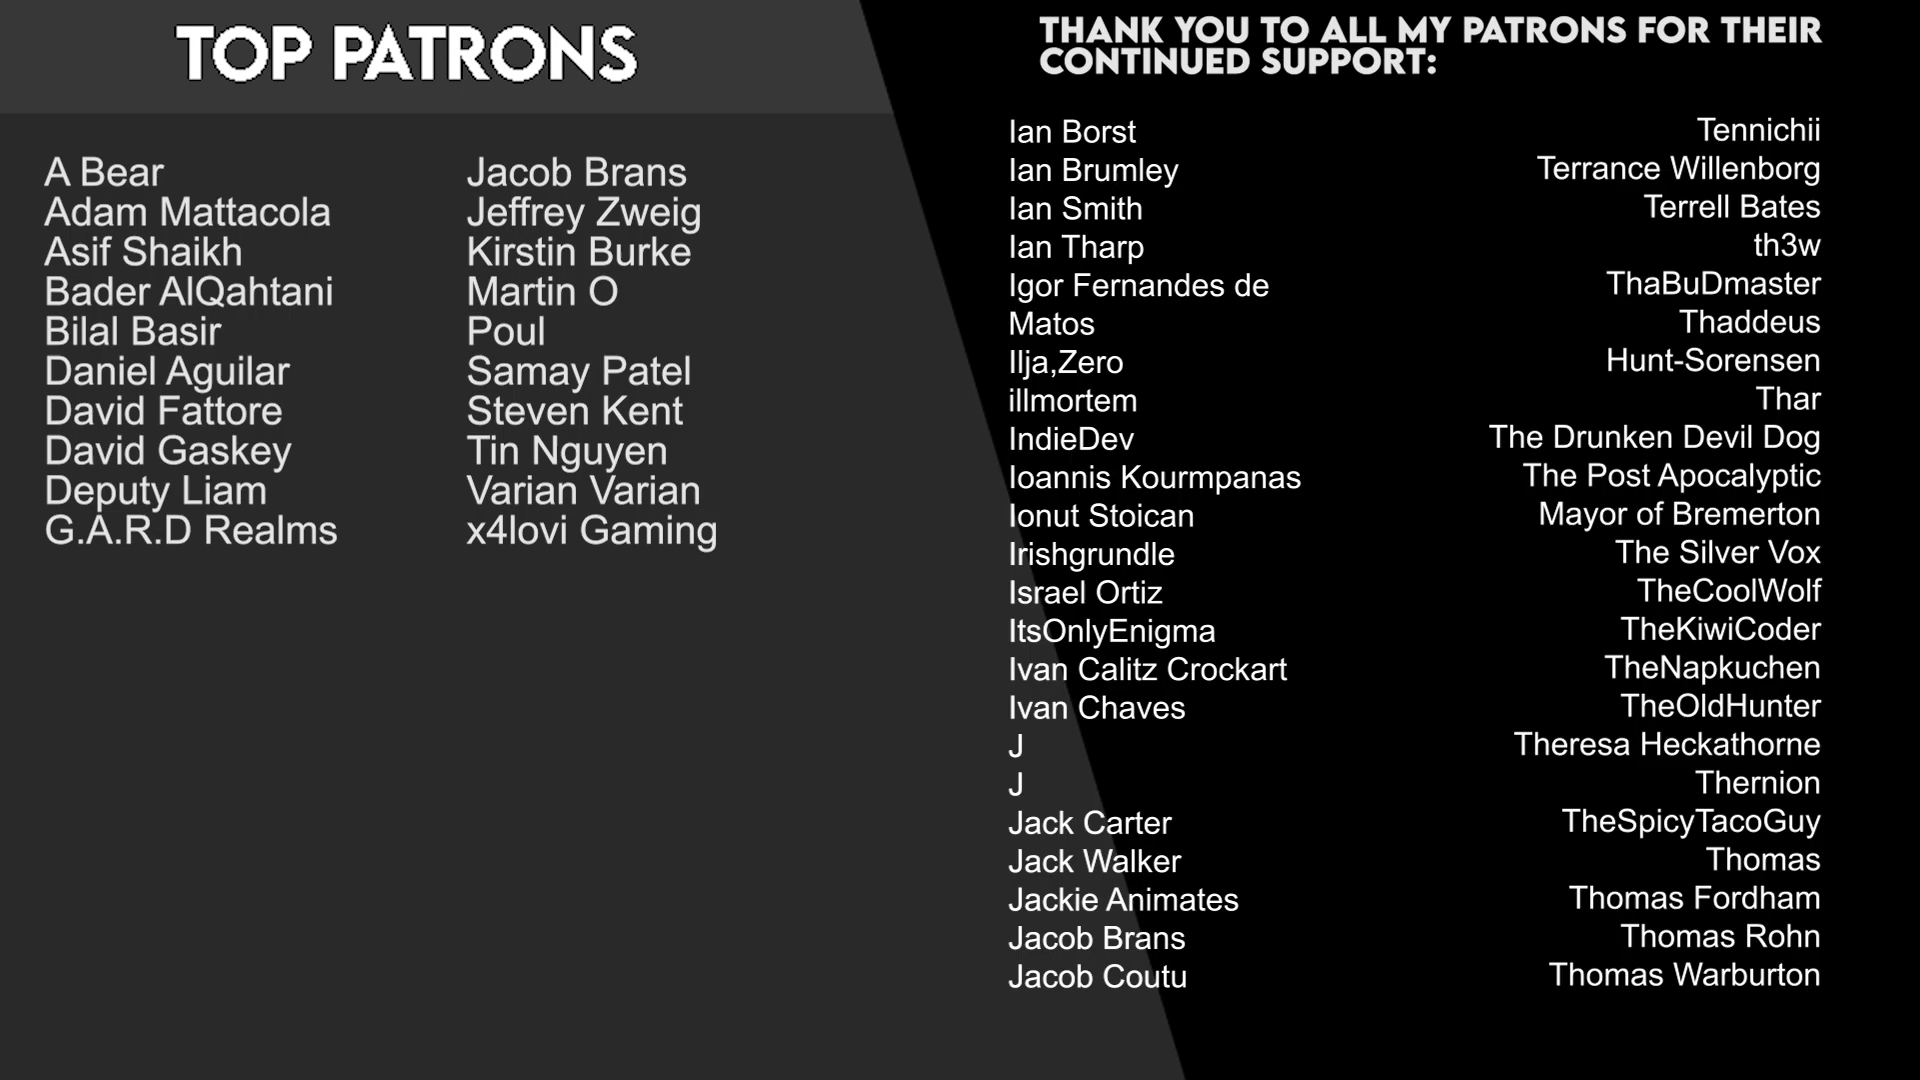 TOP PATRONS
A Bear
Adam Mattacola
Asif Shaikh
Bader AlQahtani
Bilal Basir
Daniel Aguilar
David Fattore
David Gaskey
Deputy Liam
G.A.R.D Realms
Jacob Brans
Jeffrey Zweig
Kirstin Burke
Martin O
Poul
Samay Patel
Steven Kent
Tin Nguyen
Varian Varian
x4lovi Gaming
THANK YOU TO ALL MY PATRONS FOR THEIR
CONTINUED SUPPORT:
Ian Borst
Ian Brumley
Ian Smith
Ian Tharp
Igor Fernandes de
Matos
Ilja,Zero
illmortem
IndieDev
Ioannis Kourmpanas
Ionut Stoican
Irishgrundle
Israel Ortiz
ItsOnlyEnigma
Ivan Calitz Crockart
Ivan Chaves
J
J
Jack Carter
Jack Walker
Jackie Animates
Jacob Brans
Jacob Coutu
Tennichii
Terrance Willenborg
Terrell Bates
th3w
ThaBuDmaster
Thaddeus
Hunt-Sorensen
Thar
The Drunken Devil Dog
The Post Apocalyptic
Mayor of Bremerton
The Silver Vox
TheCoolWolf
TheKiwiCoder
TheNapkuchen
TheOldHunter
Theresa Heckathorne
Thernion
TheSpicyTacoGuy
Thomas
Thomas Fordham
Thomas Rohn
Thomas Warburton